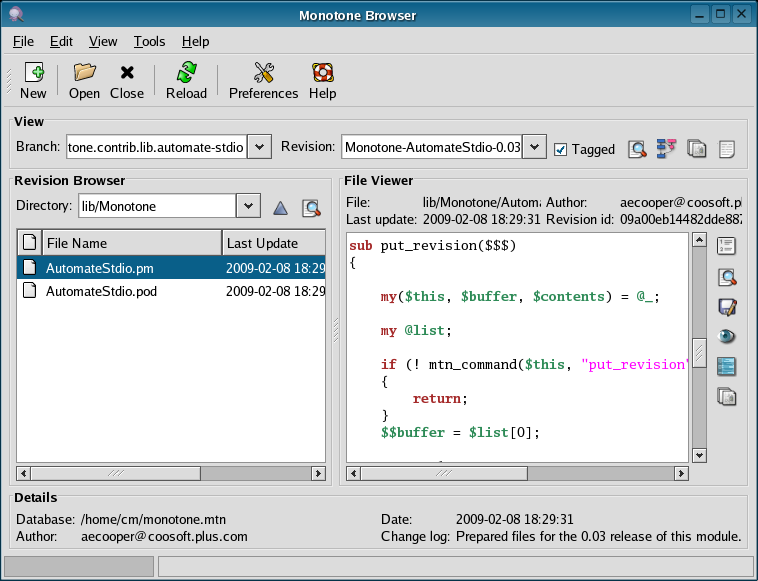 Monotone Browser
File Edit View Tools Help
New Open Close Reload Preferences Help
View
Branch: tone.contrib.lib.automate-stdio Revision: Monotone-AutomateStdio-0.03 Tagged
Revision Browser
Directory: lib/Monotone
File Name Last Update
AutomateStdio.pm 2009-02-08 18:29
AutomateStdio.pod 2009-02-08 18:29
File Viewer
File: lib/Monotone/Automa Author: aecooper@coosoft.pl
Last update: 2009-02-08 18:29:31 Revision id: 09a00eb14482dde887
sub put_revision($$$)
{
my($this, $buffer, $contents) = @_;
my @list;
if (! mtn_command($this, "put_revision"
{
return;
}
$$buffer = $list[0];
Details
Database: /home/cm/monotone.mtn Date: 2009-02-08 18:29:31
Author: aecooper@coosoft.plus.com Change log: Prepared files for the 0.03 release of this module.